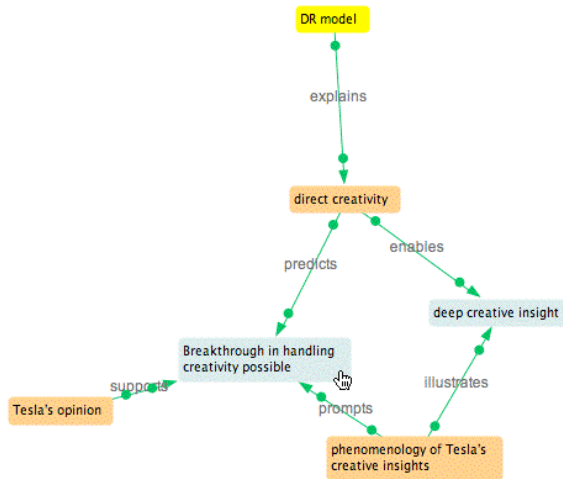 DR model
explains
direct creativity
predicts
enables
deep creative insight
Breakthrough in handling
creativity possible
supports
illustrates
Tesla's opinion
prompts
phenomenology of Tesla's
creative insights